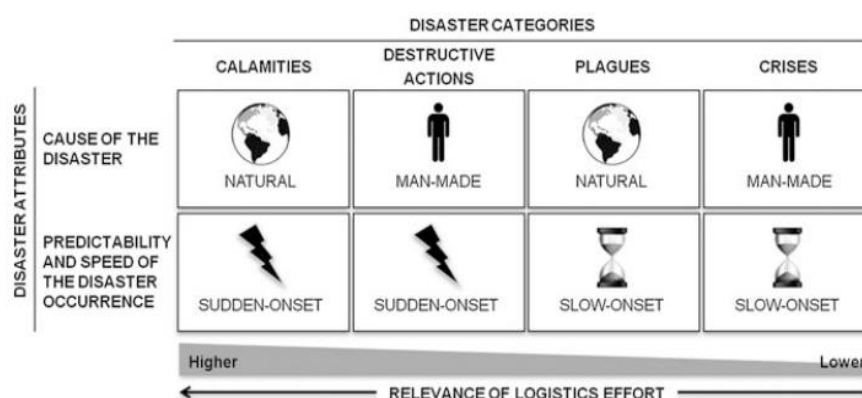 DISASTER CATEGORIES
CALAMITIES
DESTRUCTIVE
ACTIONS
PLAGUES
CRISES
DISASTER ATTRIBUTES
CAUSE OF THE
DISASTER
NATURAL
MAN-MADE
NATURAL
MAN-MADE
PREDICTABILITY
AND SPEED OF
THE DISASTER
OCCURRENCE
SUDDEN-ONSET
SUDDEN-ONSET
SLOW-ONSET
SLOW-ONSET
Higher
Lower
RELEVANCE OF LOGISTICS EFFORT